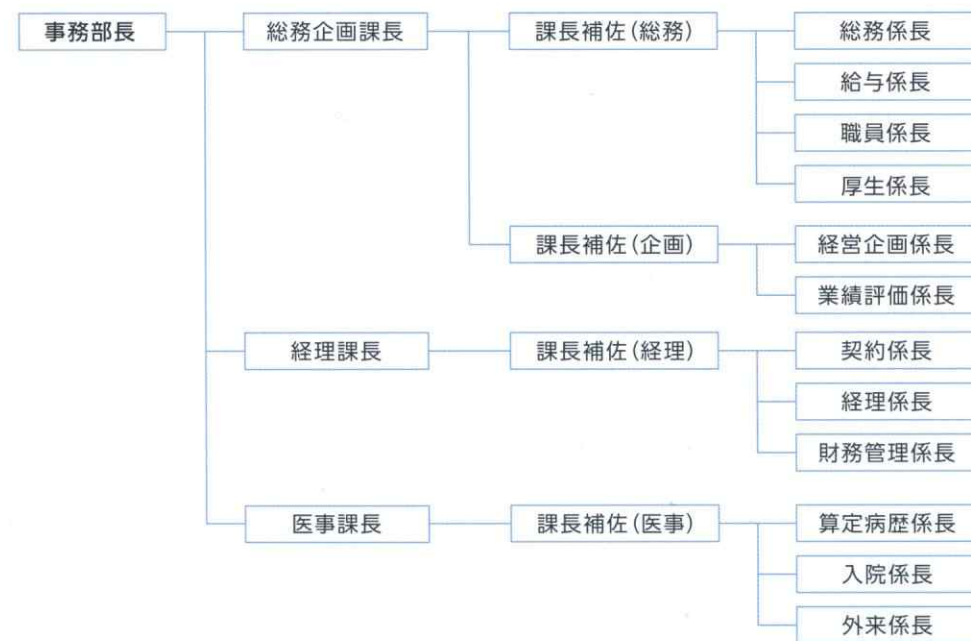 事務部長
総務企画課長
課長補佐(総務)
総務係長
給与係長
職員係長
厚生係長
課長補佐(企画)
経営企画係長
業績評価係長
経理課長
課長補佐(経理)
契約係長
経理係長
財務管理係長
医事課長
課長補佐(医事)
算定病歴係長
入院係長
外来係長